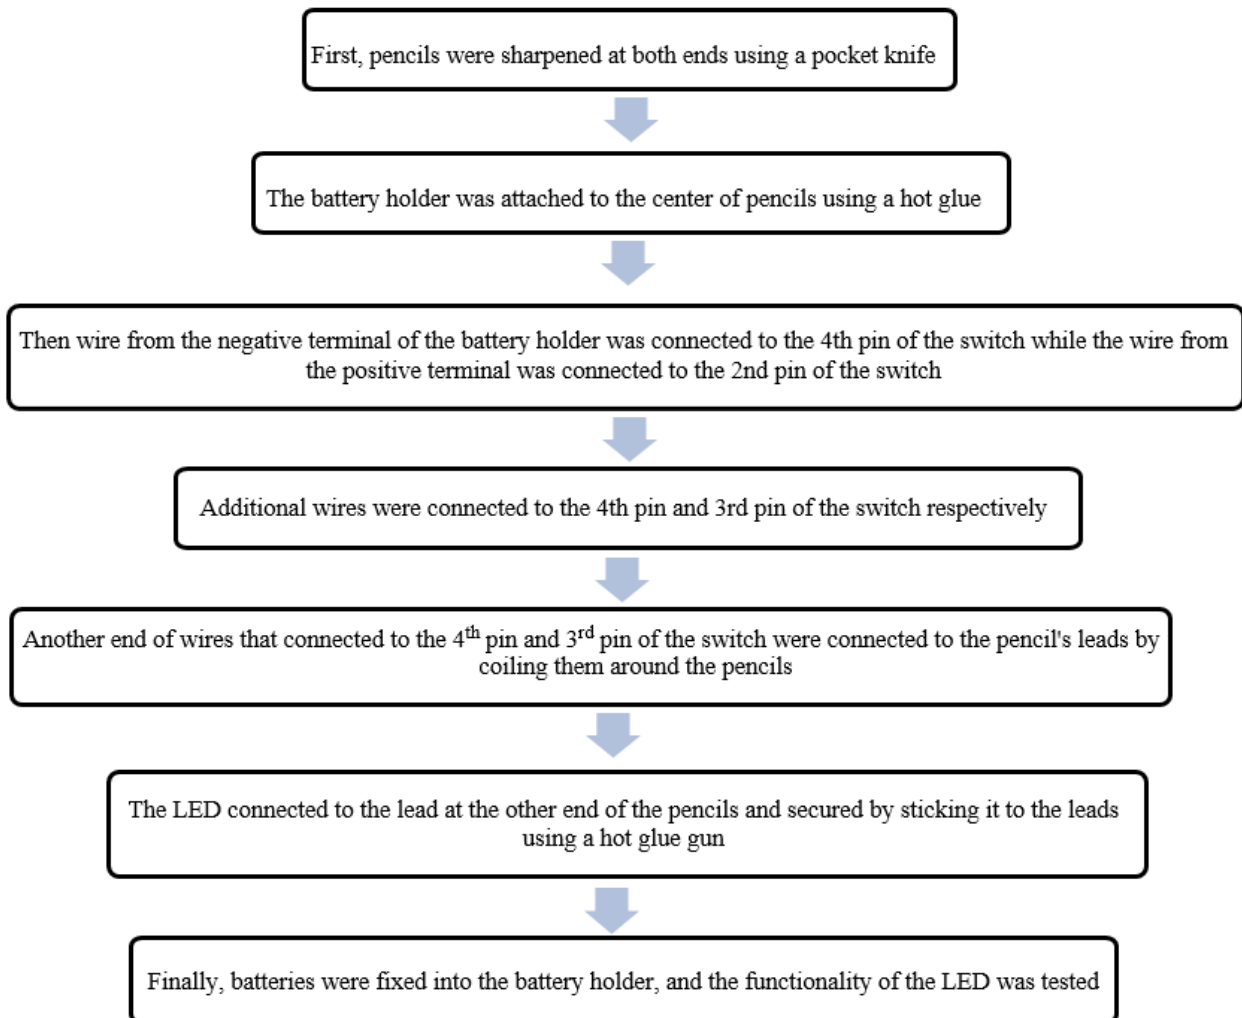 First, pencils were sharpened at both ends using a pocket knife
The battery holder was attached to the center of pencils using a hot glue
Then wire from the negative terminal of the battery holder was connected to the 4th pin of the switch while the wire from
the positive terminal was connected to the 2nd pin of the switch
Additional wires were connected to the 4th pin and 3rd pin of the switch respectively
Another end of wires that connected to the 4th pin and 3rd pin of the switch were connected to the pencil's leads by
coiling them around the pencils
The LED connected to the lead at the other end of the pencils and secured by sticking it to the leads
using a hot glue gun
Finally, batteries were fixed into the battery holder, and the functionality of the LED was tested